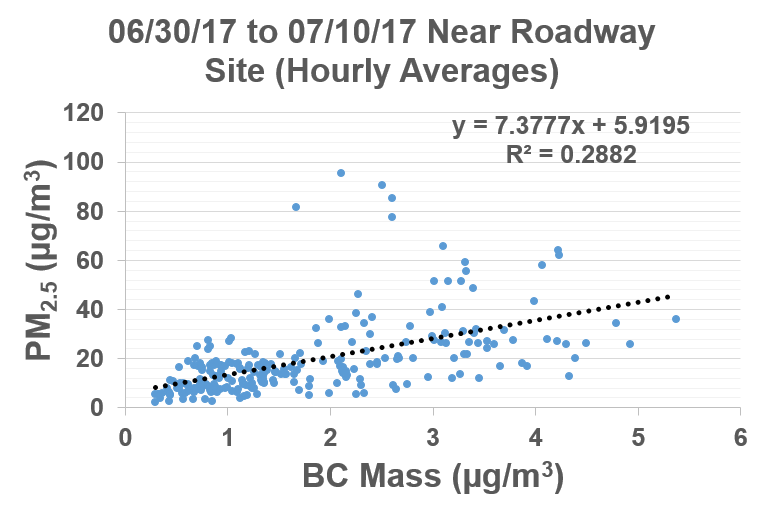 06/30/17 to 07/10/17 Near Roadway
Site (Hourly Averages)
y = 7.3777x + 5.9195
R² = 0.2882
PM2.5 (µg/m³)
120
100
80
60
40
20
0
0 1 2 3 4 5 6
BC Mass (µg/m³)